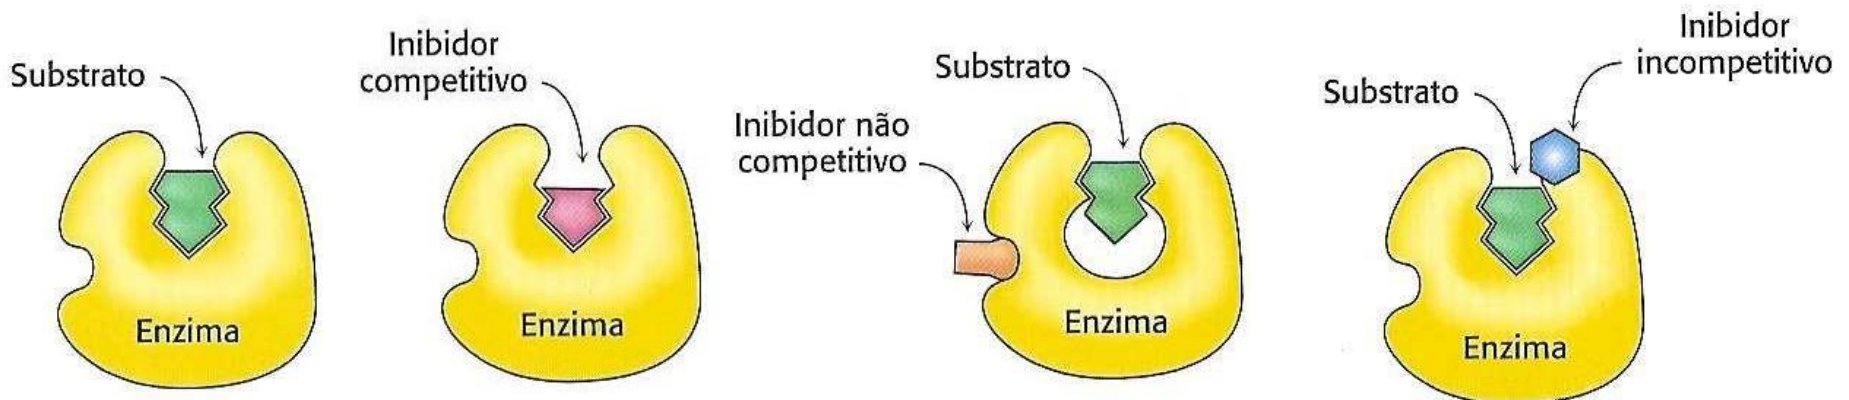 Substrato
Enzima
Inibidor
competitivo
Enzima
Inibidor não
competitivo
Substrato
Enzima
Substrato
Inibidor
incompetitivo
Enzima